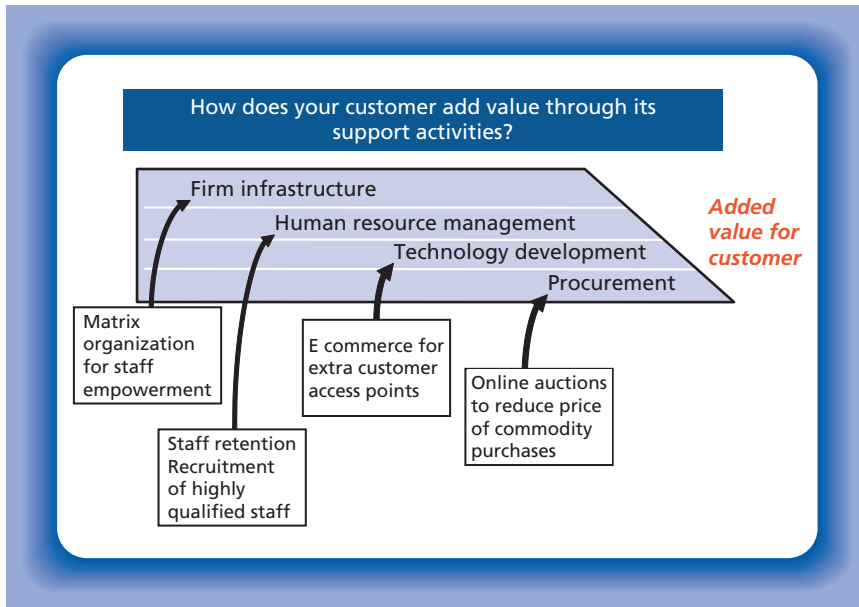 How does your customer add value through its
support activities?
Firm infrastructure
Human resource management
Technology development
Procurement
Added
value for
customer
Matrix
organization
for staff
empowerment
E commerce for
extra customer
access points
Online auctions
to reduce price
of commodity
purchases
Staff retention
Recruitment
of highly
qualified staff